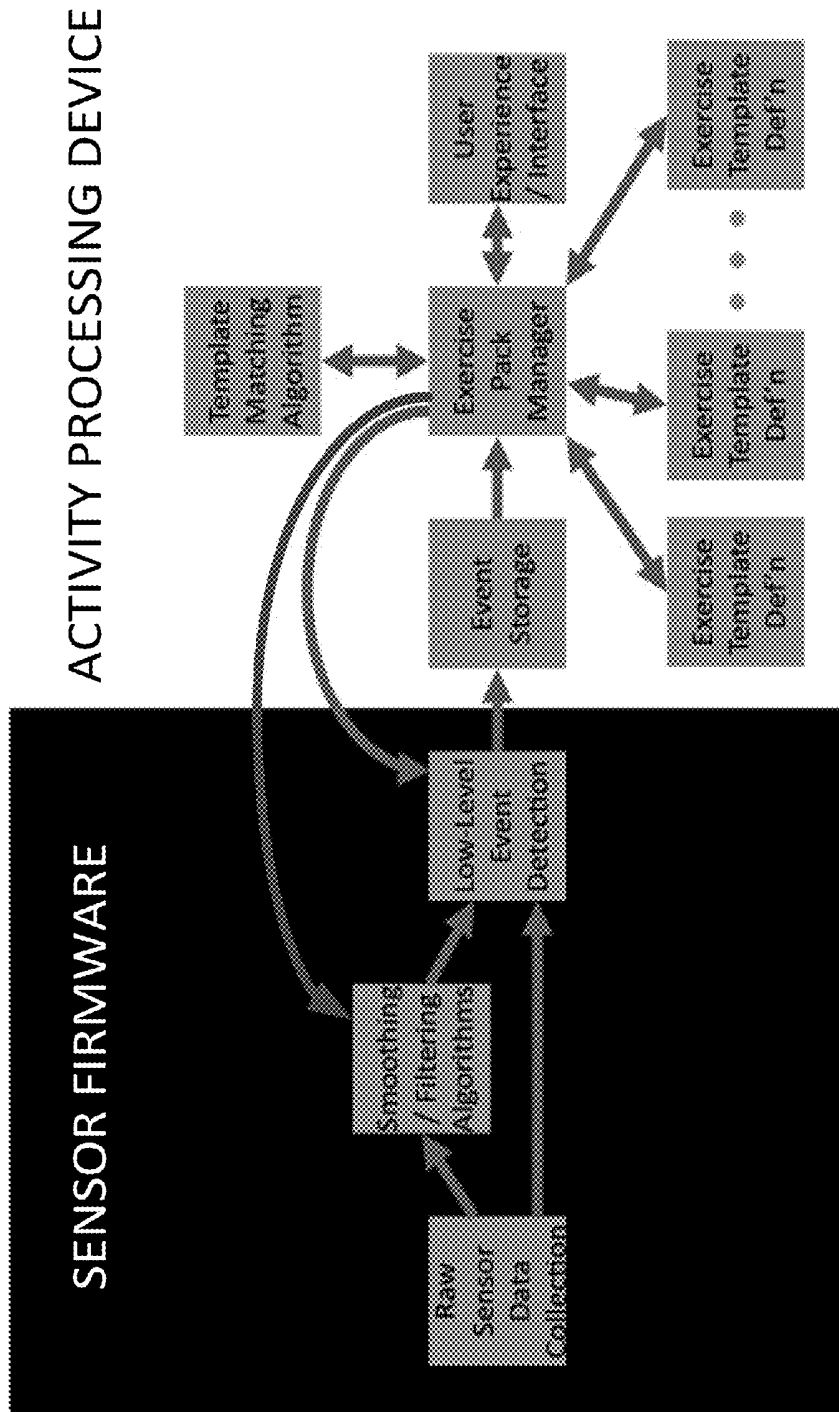 SENSOR FIRMWARE
ACTIVITY PROCESSING DEVICE
Raw
Sensor
Data
Collection
Smoothing
/ Filtering
Algorithms
Low-Level
Event
Detection
Event
Storage
Template
Matching
Algorithm
Exercise
Pack
Manager
User
Experience
/ Interface
Exercise
Template
Def'n
Exercise
Template
Def'n
Exercise
Template
Def'n